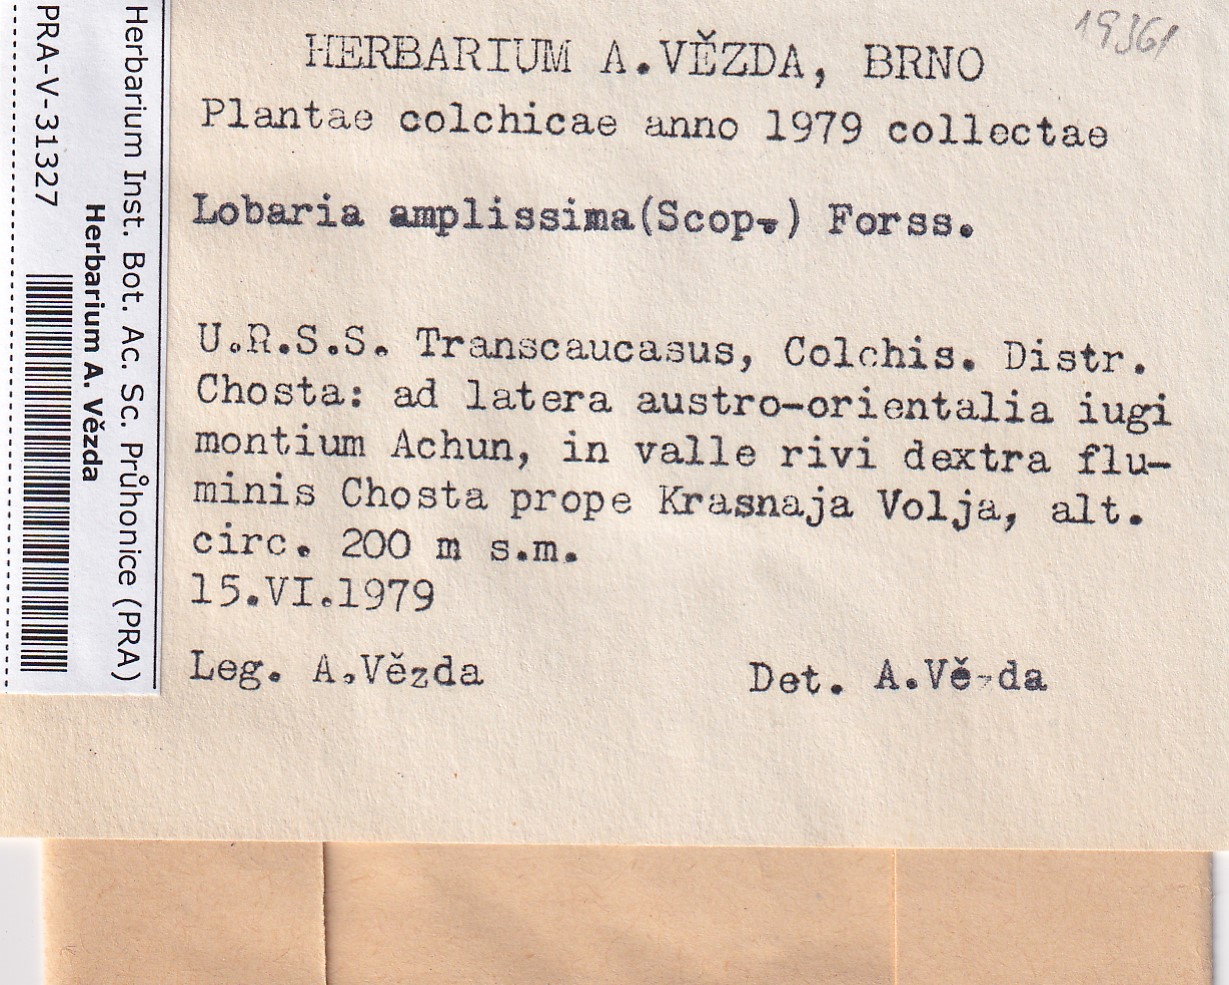 19361
HERBARIUM A.VĚZDA, BRNO
Plantae colchicae anno 1979 collectae
Lobaria amplissima(Scop.) Forss.
U.R.S.S. Transcaucasus, Colchis. Distr.
Chosta: ad latera austro-orientalia iugi
montium Achun, in valle rivi dextra flu-
minis Chosta prope Krasnaja Volja, alt.
circ. 200 m s.m.
15.VI.1979
Leg. A.Vězda Det. A.Vězda
Herbarium Inst. Bot. Ac. Sc. Průhonice (PRA)
Herbarium A. Vězda
PRA-V-31327